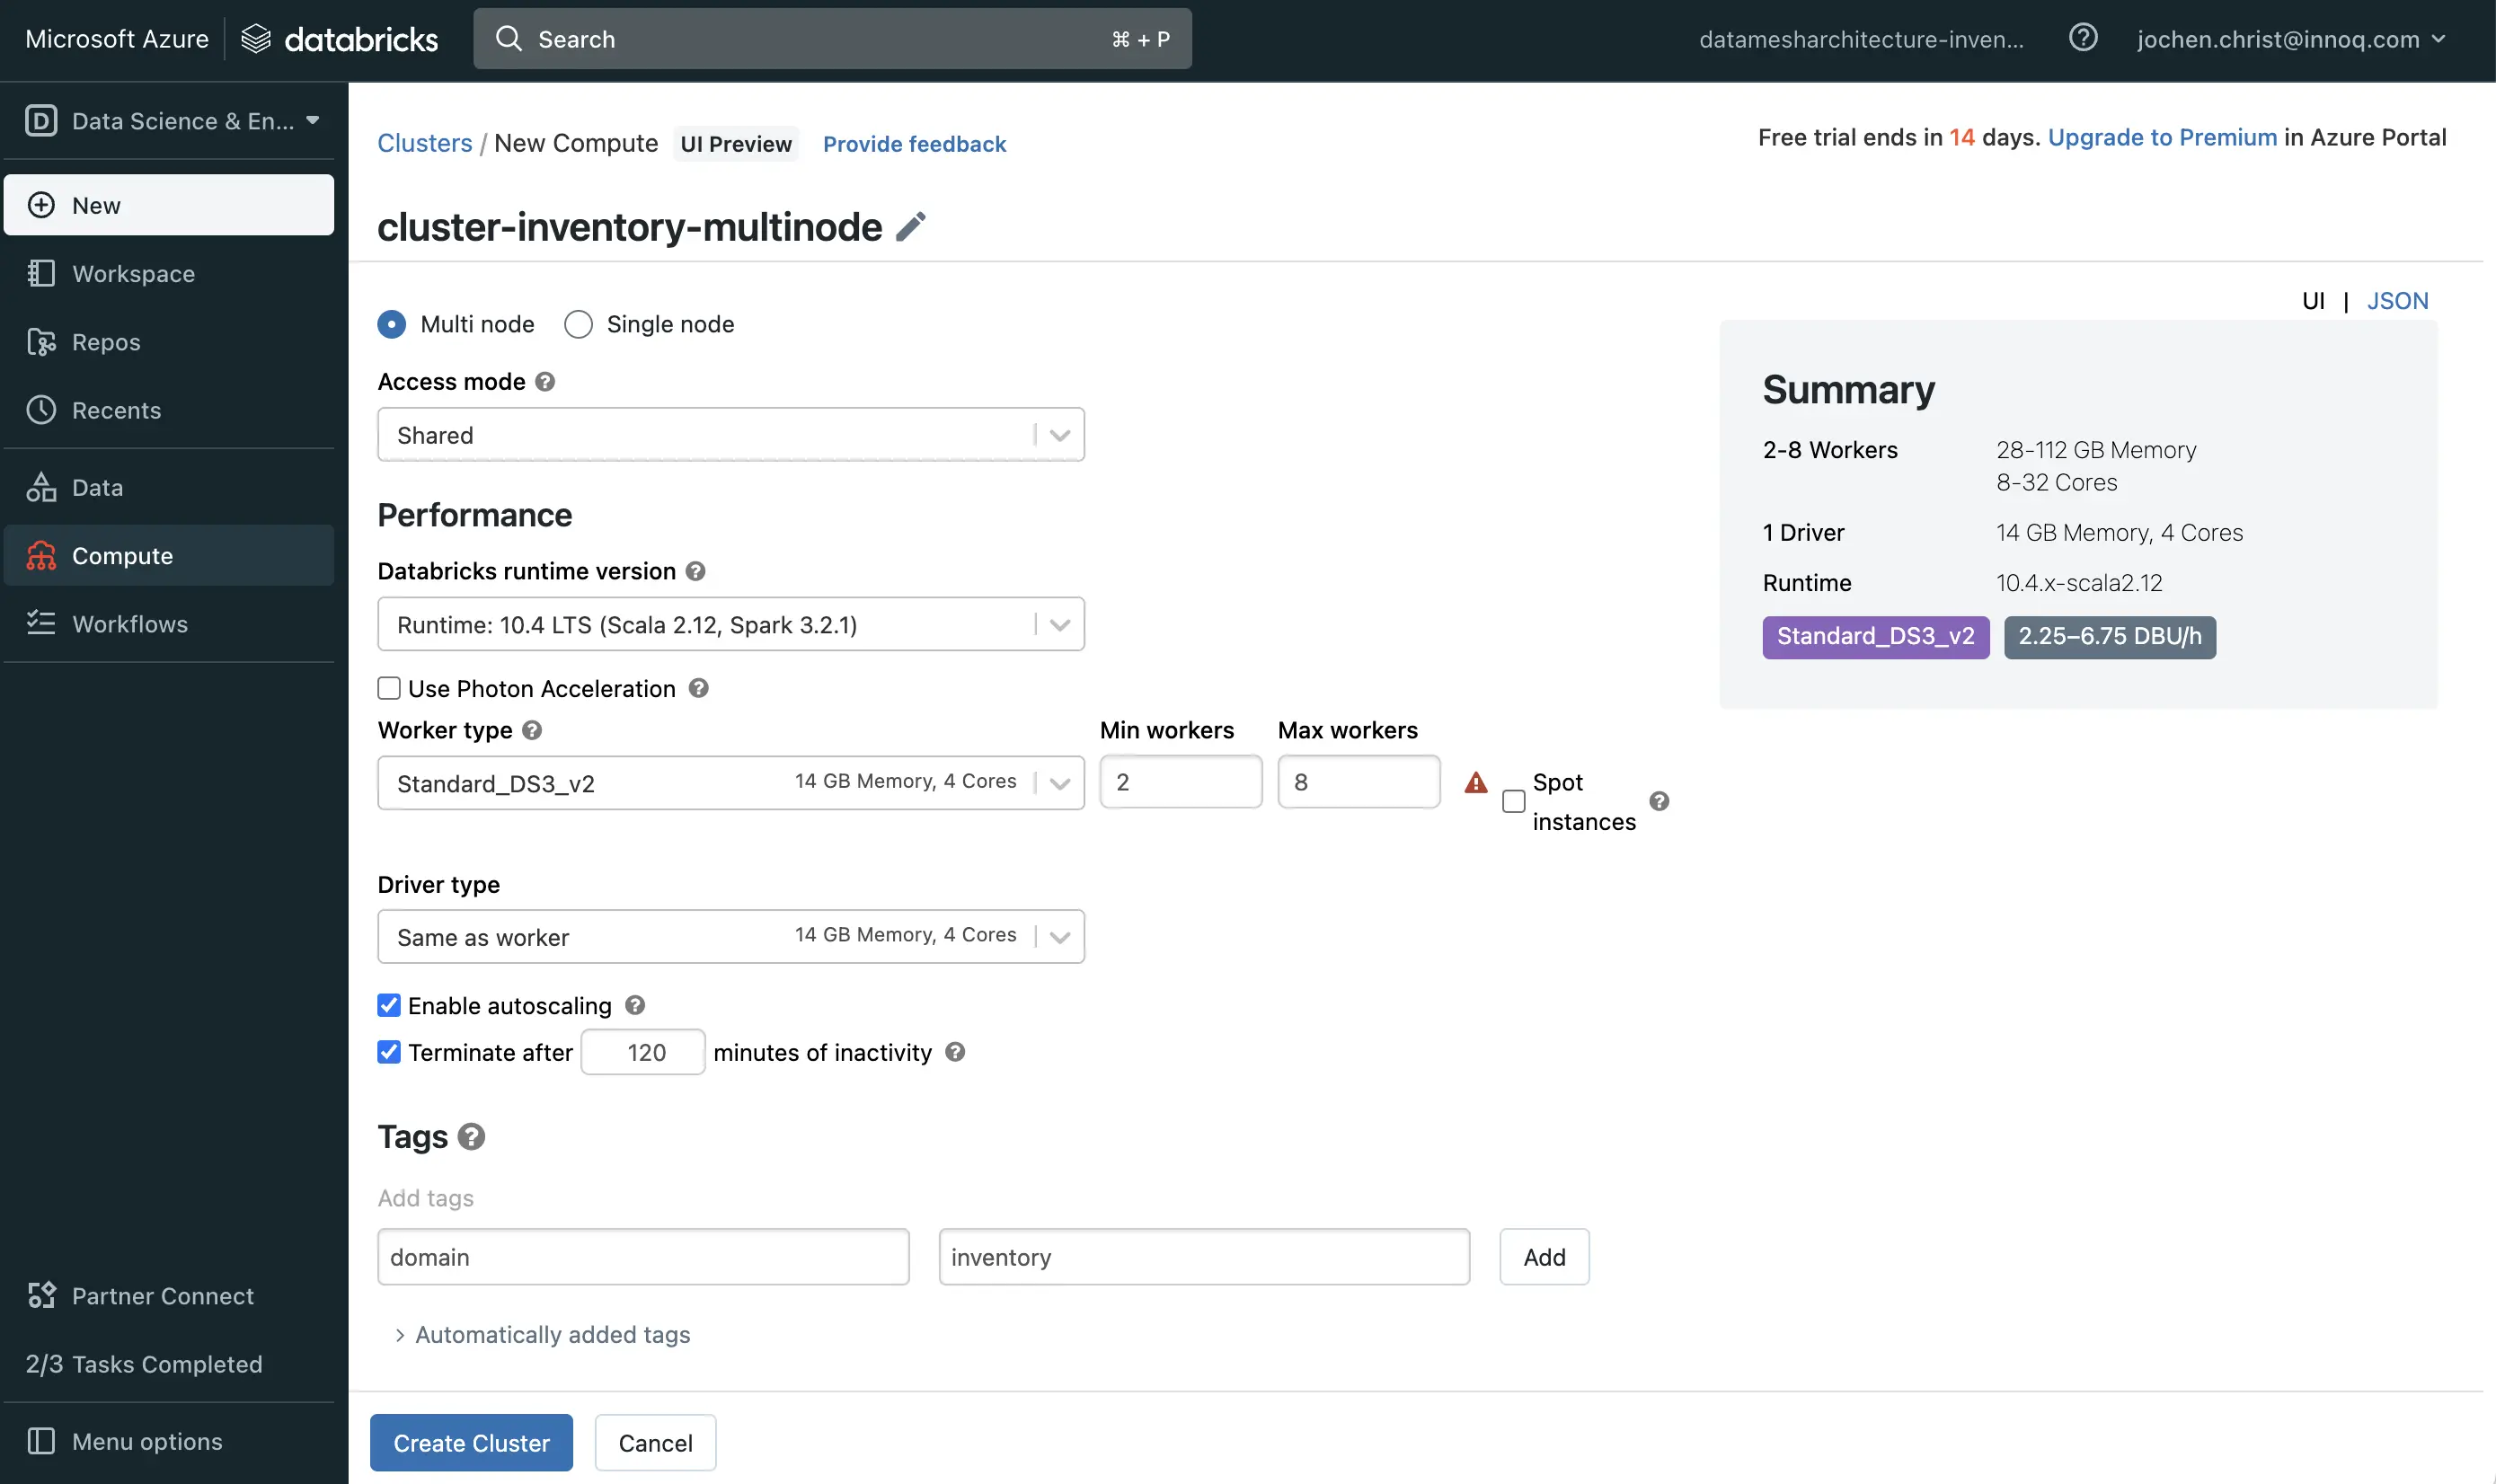 Microsoft Azure databricks Search ⌘ + P datamesharchitecture-inven... jochen.christ@innoq.com
Data Science & En...
New
Workspace
Repos
Recents
Data
Compute
Workflows
Partner Connect
2/3 Tasks Completed
Menu options
Clusters / New Compute UI Preview Provide feedback
Free trial ends in 14 days. Upgrade to Premium in Azure Portal
cluster-inventory-multinode
UI | JSON
Multi node Single node
Access mode
Shared
Performance
Databricks runtime version
Runtime: 10.4 LTS (Scala 2.12, Spark 3.2.1)
Use Photon Acceleration
Worker type Min workers Max workers
Standard_DS3_v2 14 GB Memory, 4 Cores 2 8 Spot
instances
Driver type
Same as worker 14 GB Memory, 4 Cores
Enable autoscaling
Terminate after 120 minutes of inactivity
Tags
Add tags
domain inventory Add
Automatically added tags
Create Cluster Cancel
Summary
2-8 Workers 28-112 GB Memory
8-32 Cores
1 Driver 14 GB Memory, 4 Cores
Runtime 10.4.x-scala2.12
Standard_DS3_v2 2.25–6.75 DBU/h